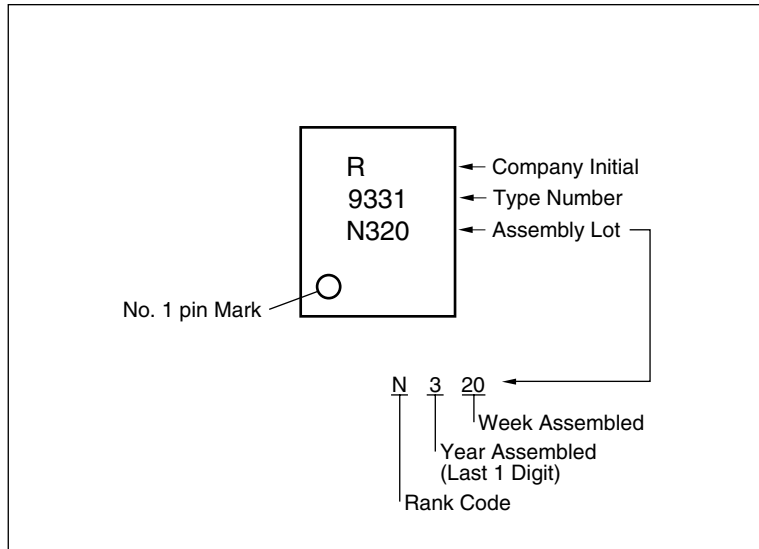 R
9331
N320
Company Initial
Type Number
Assembly Lot
No. 1 pin Mark
N 3 20
Week Assembled
Year Assembled
(Last 1 Digit)
Rank Code